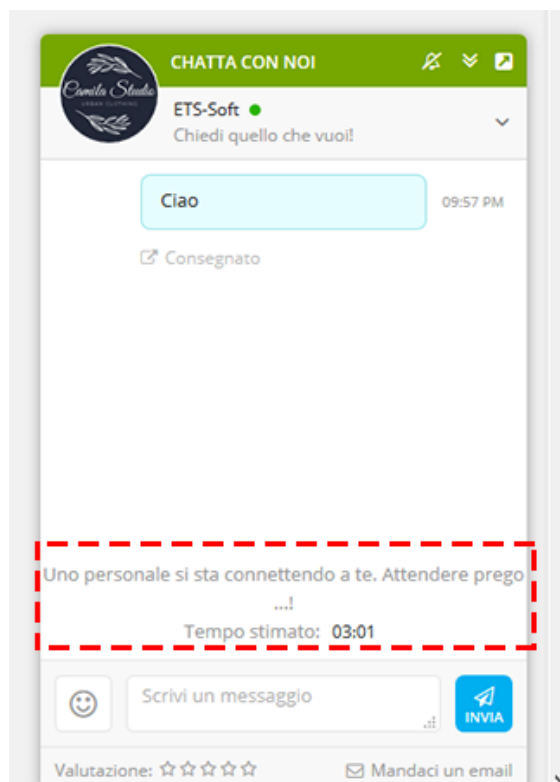 CHATTA CON NOI
Camila Studio
URBAN CLOTHING
ETS-Soft
Chiedi quello che vuoi!
Ciao
09:57 PM
Consegnato
Uno personale si sta connettendo a te. Attendere prego
...!
Tempo stimato: 03:01
Scrivi un messaggio
INVIA
Valutazione:
Mandaci un email